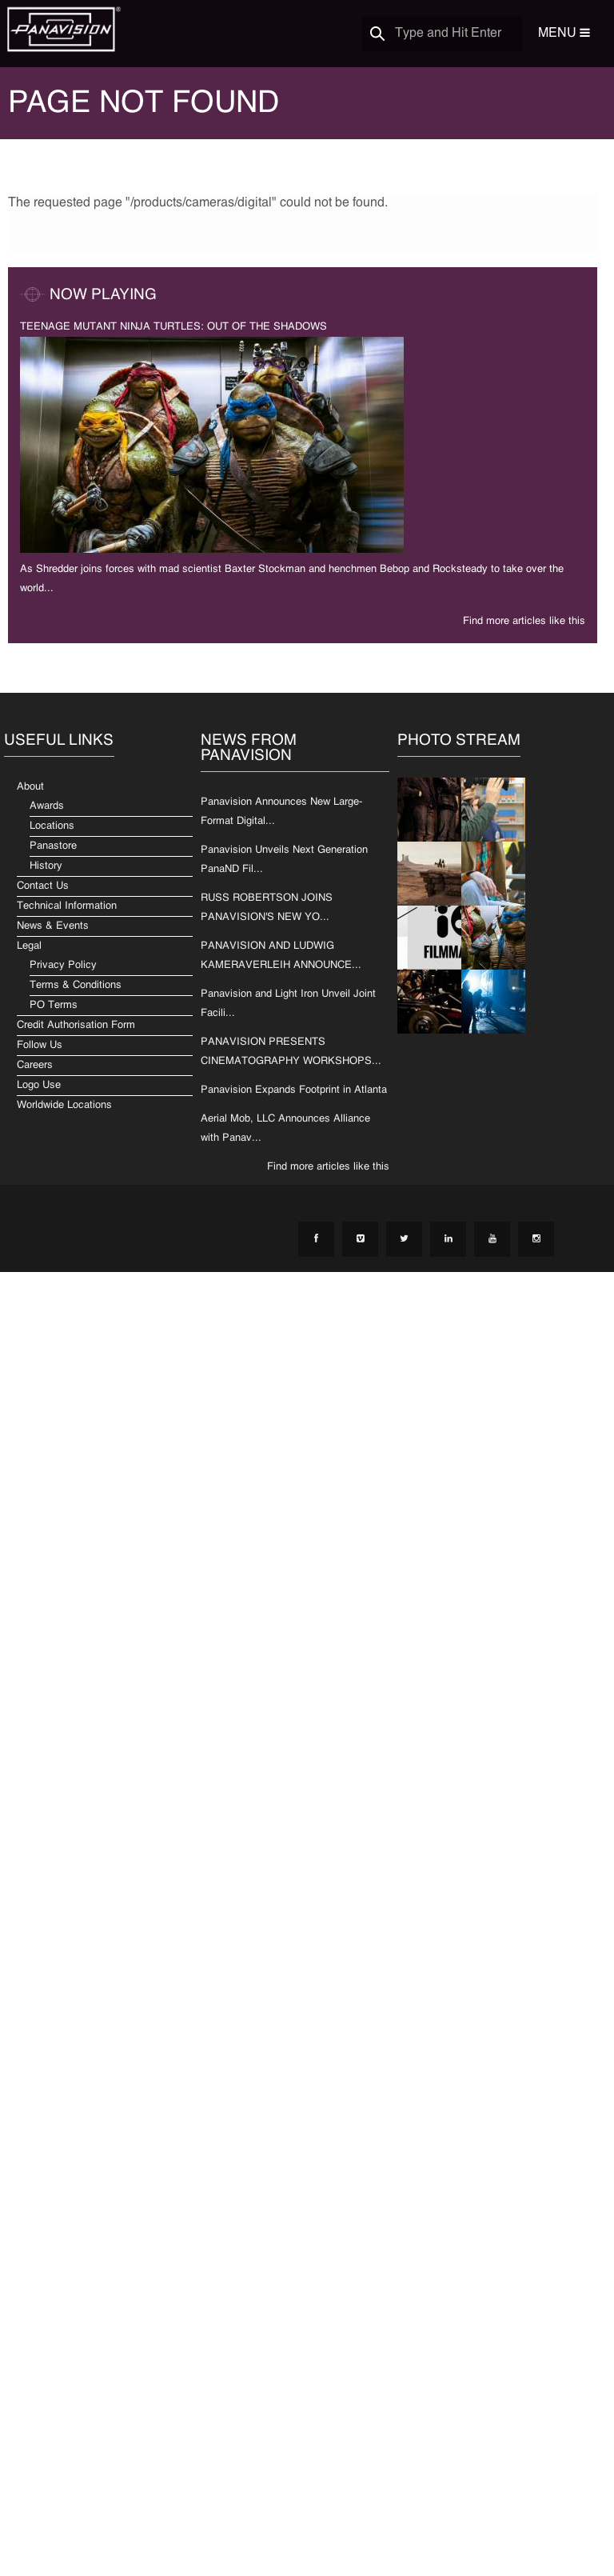 PANAVISION ®
Type and Hit Enter
MENU
PAGE NOT FOUND
The requested page "/products/cameras/digital" could not be found.
NOW PLAYING
TEENAGE MUTANT NINJA TURTLES: OUT OF THE SHADOWS
As Shredder joins forces with mad scientist Baxter Stockman and henchmen Bebop and Rocksteady to take over the
world...
Find more articles like this
USEFUL LINKS
About
Awards
Locations
Panastore
History
Contact Us
Technical Information
News & Events
Legal
Privacy Policy
Terms & Conditions
PO Terms
Credit Authorisation Form
Follow Us
Careers
Logo Use
Worldwide Locations
NEWS FROM
PANAVISION
Panavision Announces New Large-
Format Digital...
Panavision Unveils Next Generation
PanaND Fil...
RUSS ROBERTSON JOINS
PANAVISION'S NEW YO...
PANAVISION AND LUDWIG
KAMERAVERLEIH ANNOUNCE...
Panavision and Light Iron Unveil Joint
Facili...
PANAVISION PRESENTS
CINEMATOGRAPHY WORKSHOPS...
Panavision Expands Footprint in Atlanta
Aerial Mob, LLC Announces Alliance
with Panav...
Find more articles like this
PHOTO STREAM
FILMMA